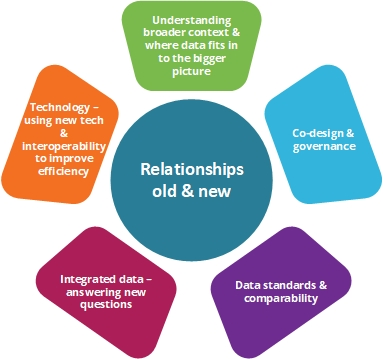 Understanding
broader context &
where data fits in
to the bigger
picture
Technology –
using new tech
&
interoperability
to improve
efficiency
Co-design &
governance
Relationships
old & new
Integrated data –
answering new
questions
Data standards &
comparability